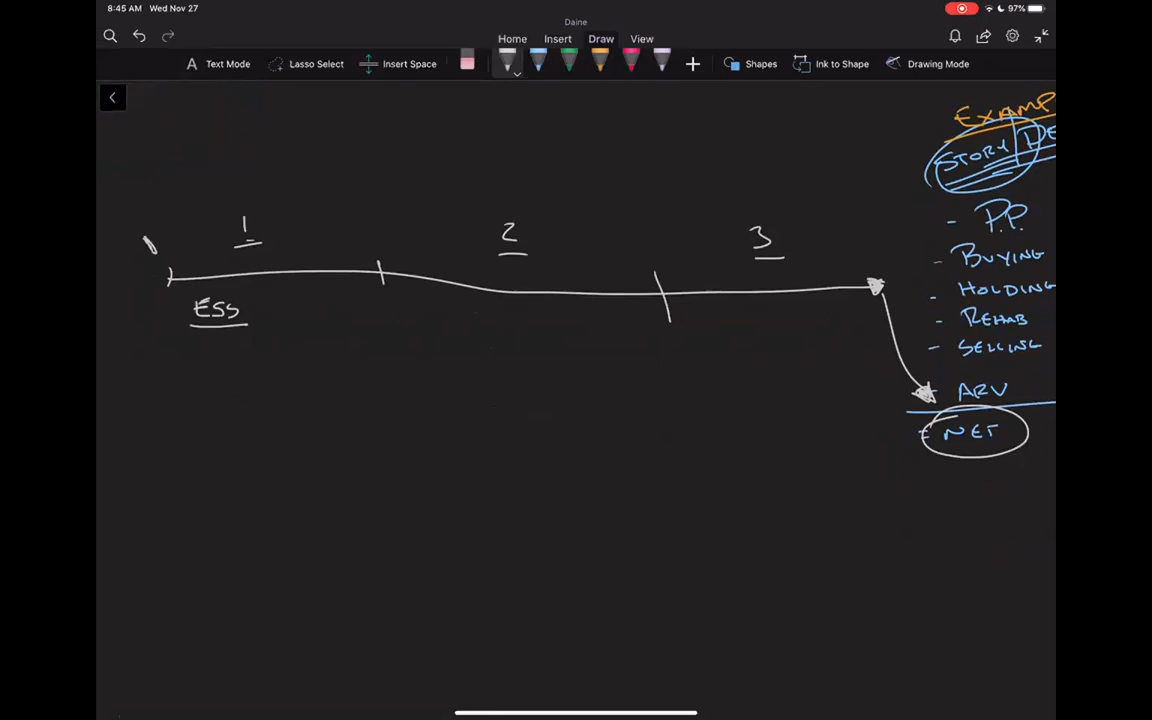 8:45 AM Wed Nov 27
97%
Daine
Home Insert Draw View
Text Mode Lasso Select Insert Space Shapes Ink to Shape Drawing Mode
EXAMP
STORY/DE
- P.P.
1 2 3
- BUYING
- HOLDING
ESS
- REHAB
- SELLING
ARV
= NET